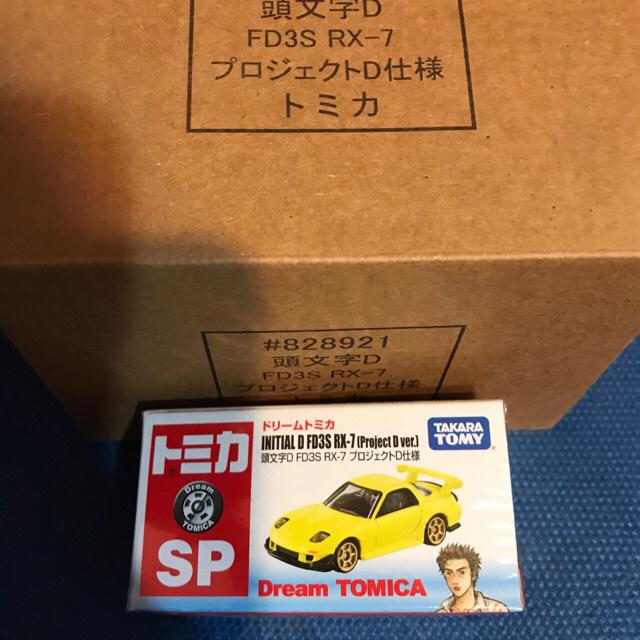 頭文字D
FD3S RX-7
プロジェクトD仕様
トミカ
#828921
頭文字D
FD3S RX-7
プロジェクトD仕様
トミカ
ドリームトミカ
INITIAL D FD3S RX-7 (Project D ver.)
頭文字D FD3S RX-7 プロジェクトD仕様
TAKARA
TOMY
トミカ
Dream
TOMICA
SP
Dream TOMICA